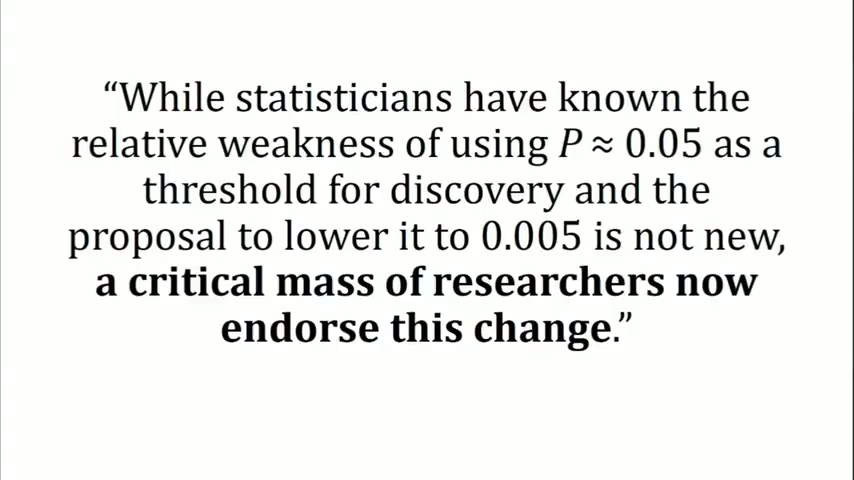 “While statisticians have known the
relative weakness of using P ≈ 0.05 as a
threshold for discovery and the
proposal to lower it to 0.005 is not new,
a critical mass of researchers now
endorse this change.”